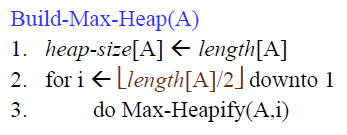 Build-Max-Heap(A)
1. heap-size[A] ← length[A]
2. for i ← ⌊length[A]/2⌋ downto 1
3. do Max-Heapify(A,i)